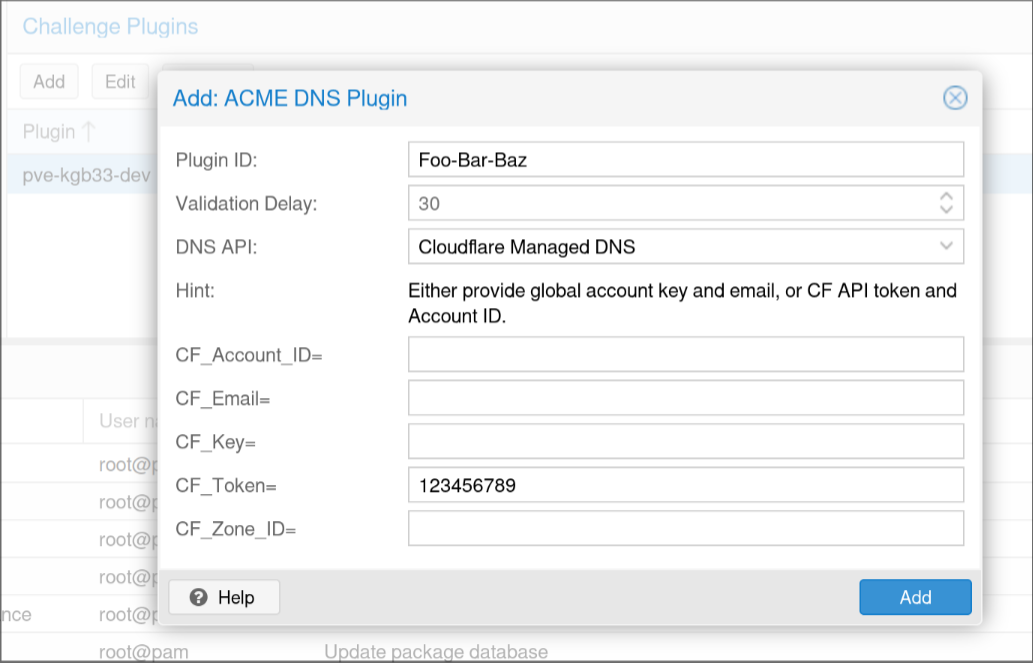 Challenge Plugins
Add Edit
Add: ACME DNS Plugin
Plugin ↑
Plugin ID: Foo-Bar-Baz
pve-kgb33-dev
Validation Delay: 30
DNS API: Cloudflare Managed DNS
Hint: Either provide global account key and email, or CF API token and
Account ID.
CF_Account_ID=
CF_Email=
User
CF_Key=
root@
CF_Token= 123456789
root@
CF_Zone_ID=
root@
root@
Help Add
nce root@
root@pam Update package database